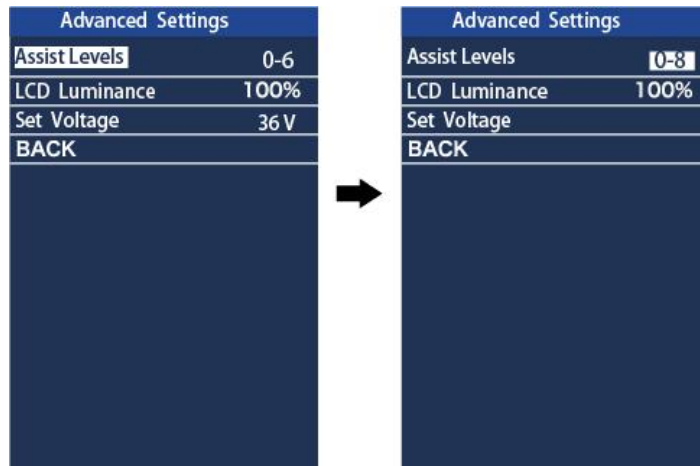 Advanced Settings
Assist Levels 0-6
LCD Luminance 100%
Set Voltage 36 V
BACK
Advanced Settings
Assist Levels 0-8
LCD Luminance 100%
Set Voltage
BACK